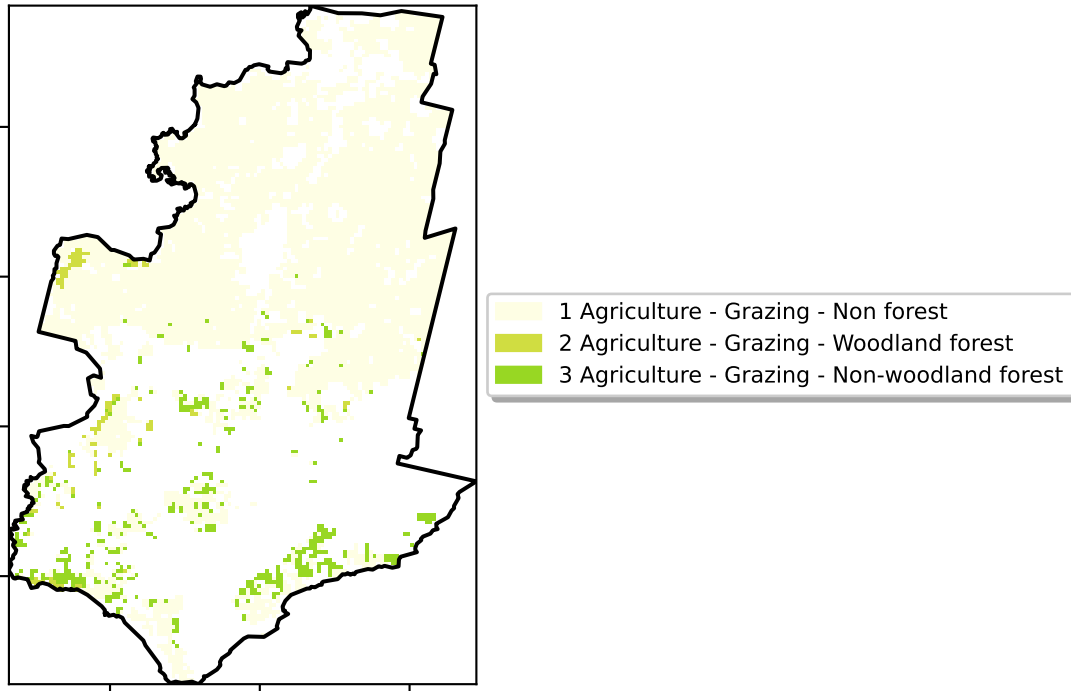 1 Agriculture - Grazing - Non forest
2 Agriculture - Grazing - Woodland forest
3 Agriculture - Grazing - Non-woodland forest